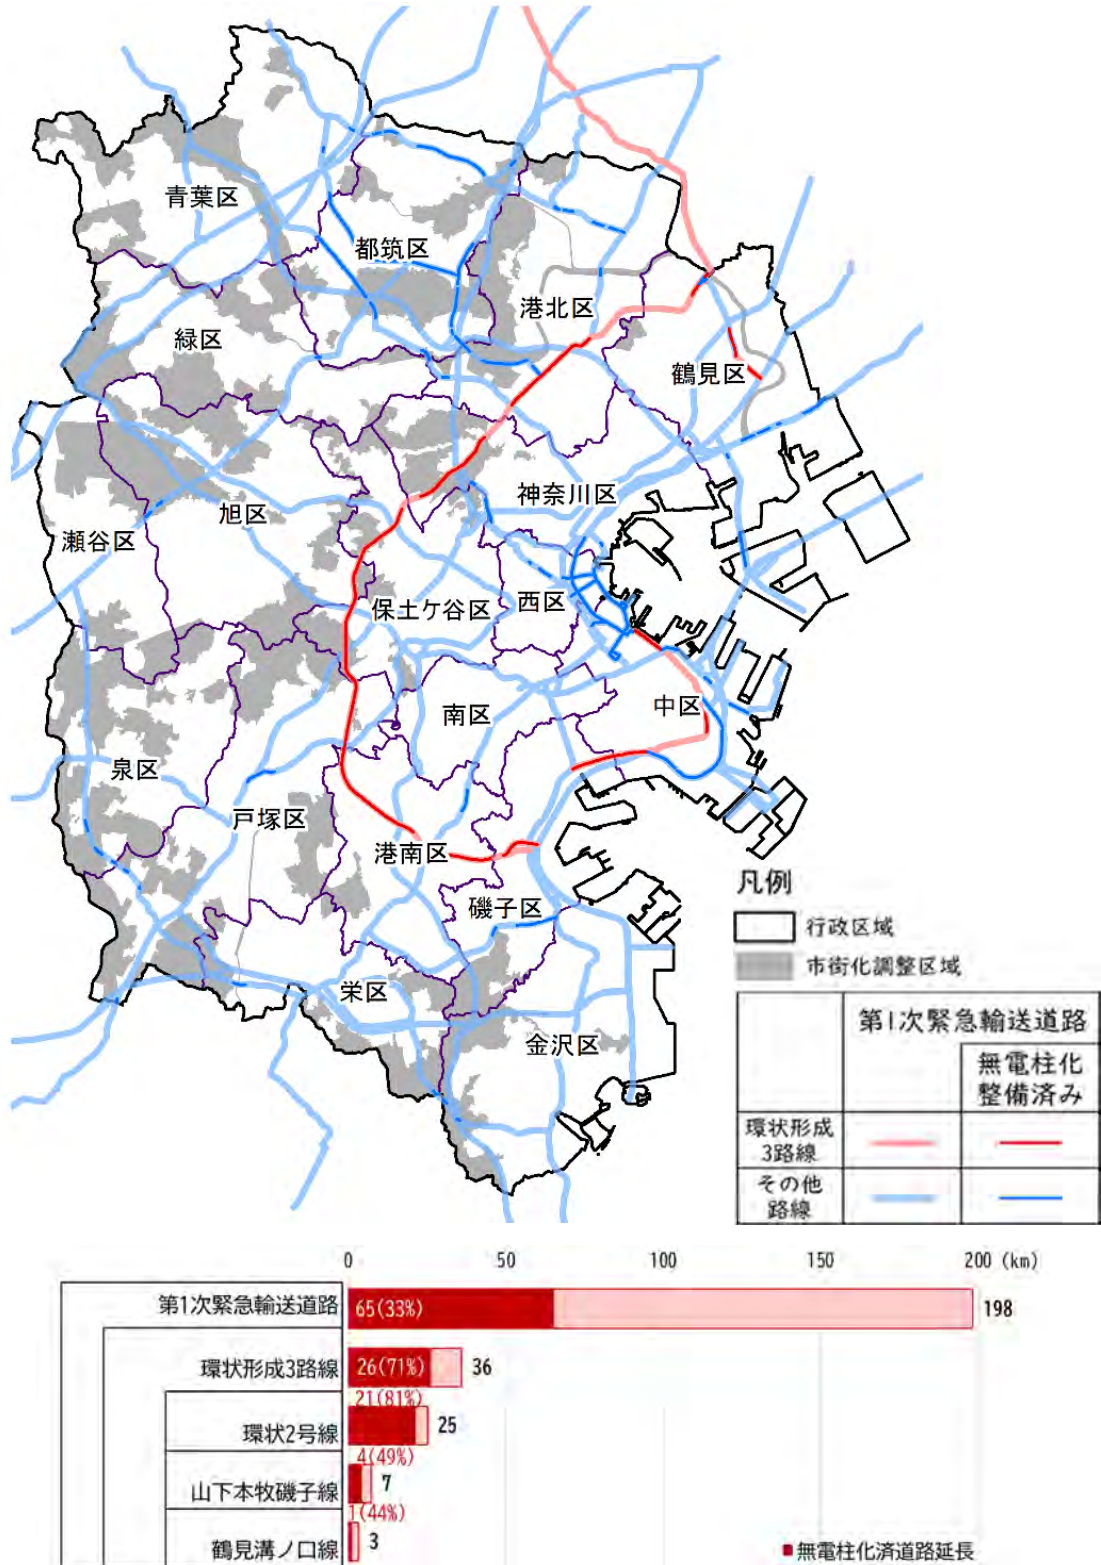 青葉区
都筑区
港北区
緑区
鶴見区
神奈川区
旭区
瀬谷区
保土ケ谷区
西区
南区
中区
泉区
戸塚区
港南区
磯子区
栄区
金沢区
凡例
行政区域
市街化調整区域
第1次緊急輸送道路
無電柱化
整備済み
環状形成
3路線
その他
路線
0 50 100 150 200 (km)
第1次緊急輸送道路 65(33%) 198
環状形成3路線 26(71%) 36
21(81%)
環状2号線 25
4(49%)
山下本牧磯子線 7
1(44%)
鶴見溝ノ口線 3
■無電柱化済道路延長